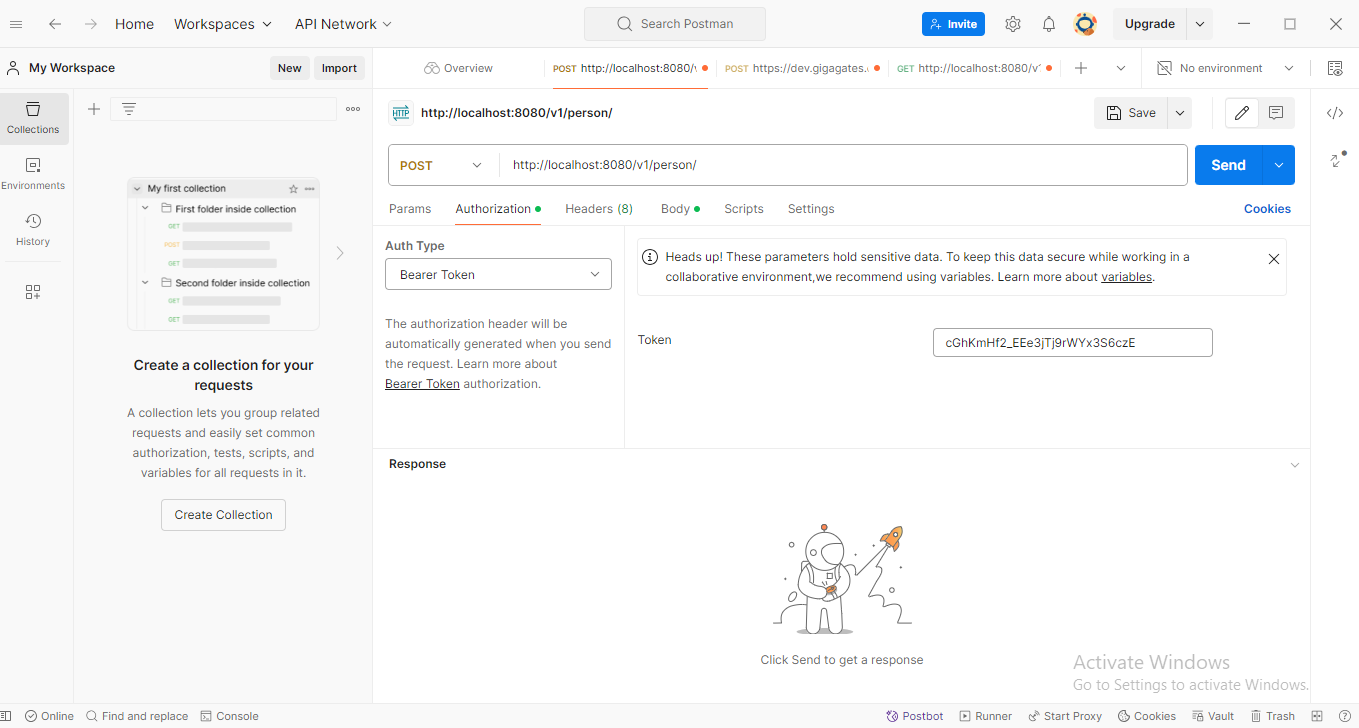 Home Workspaces API Network Search Postman Invite Upgrade
My Workspace New Import Overview POST http://localhost:8080/v POST https://dev.gigagates. GET http://localhost:8080/v1 No environment
Collections
Environments
History
My first collection
First folder inside collection
GET
POST
GET
Second folder inside collection
GET
GET
Create a collection for your
requests
A collection lets you group related
requests and easily set common
authorization, tests, scripts, and
variables for all requests in it.
Create Collection
HTTP http://localhost:8080/v1/person/ Save
POST http://localhost:8080/v1/person/ Send
Params Authorization Headers (8) Body Scripts Settings Cookies
Auth Type
Bearer Token
The authorization header will be
automatically generated when you send
the request. Learn more about
Bearer Token authorization.
Heads up! These parameters hold sensitive data. To keep this data secure while working in a
collaborative environment,we recommend using variables. Learn more about variables.
Token cGhKmHf2_EEe3jTj9rWYx3S6czE
Response
Click Send to get a response
Activate Windows
Go to Settings to activate Windows.
Online Find and replace Console Postbot Runner Start Proxy Cookies Vault Trash